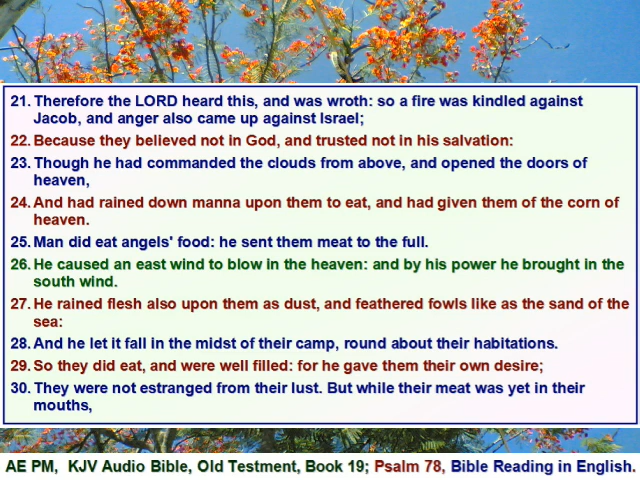 21. Therefore the LORD heard this, and was wroth: so a fire was kindled against
Jacob, and anger also came up against Israel;
22. Because they believed not in God, and trusted not in his salvation:
23. Though he had commanded the clouds from above, and opened the doors of
heaven,
24. And had rained down manna upon them to eat, and had given them of the corn of
heaven.
25. Man did eat angels' food: he sent them meat to the full.
26. He caused an east wind to blow in the heaven: and by his power he brought in the
south wind.
27. He rained flesh also upon them as dust, and feathered fowls like as the sand of the
sea:
28. And he let it fall in the midst of their camp, round about their habitations.
29. So they did eat, and were well filled: for he gave them their own desire;
30. They were not estranged from their lust. But while their meat was yet in their
mouths,
AE PM, KJV Audio Bible, Old Testment, Book 19; Psalm 78, Bible Reading in English.